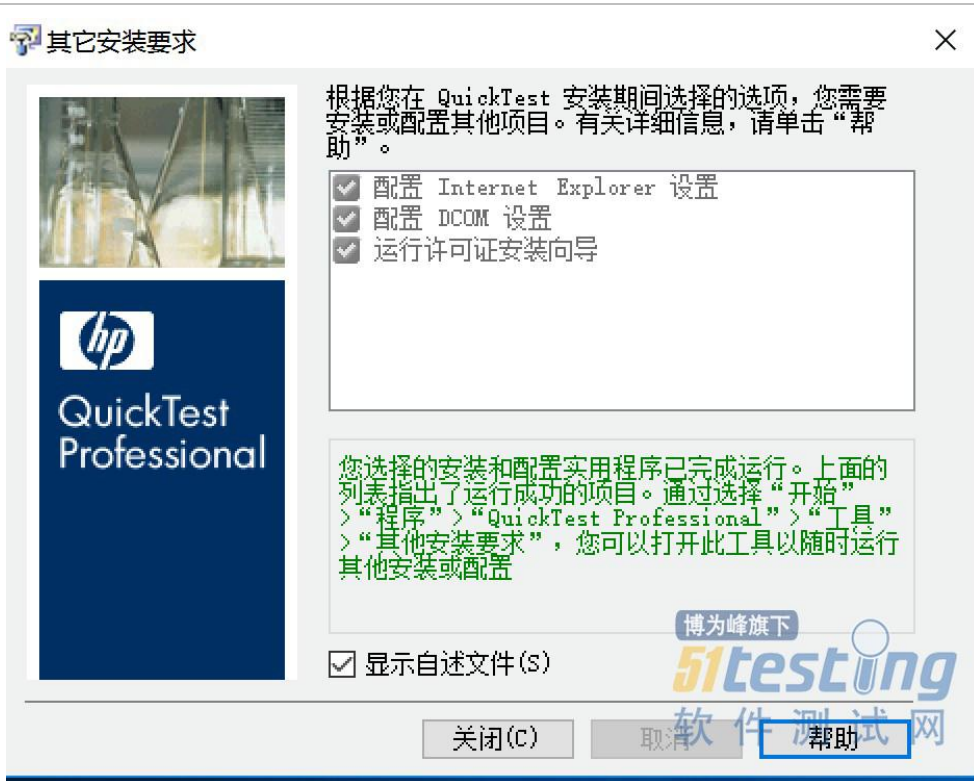 其它安装要求
根据您在 QuickTest 安装期间选择的选项，您需要
安装或配置其他项目。有关详细信息，请单击“帮
助”。
配置 Internet Explorer 设置
配置 DCOM 设置
运行许可证安装向导
hp
QuickTest
Professional
您选择的安装和配置实用程序已完成运行。上面的
列表指出了运行成功的项目。通过选择“开始”
>“程序”>“QuickTest Professional”>“工具”
>“其他安装要求”，您可以打开此工具以随时运行
其他安装或配置
显示自述文件(S)
关闭(C)
取消
帮助
博为峰旗下
51testing
软件测试网